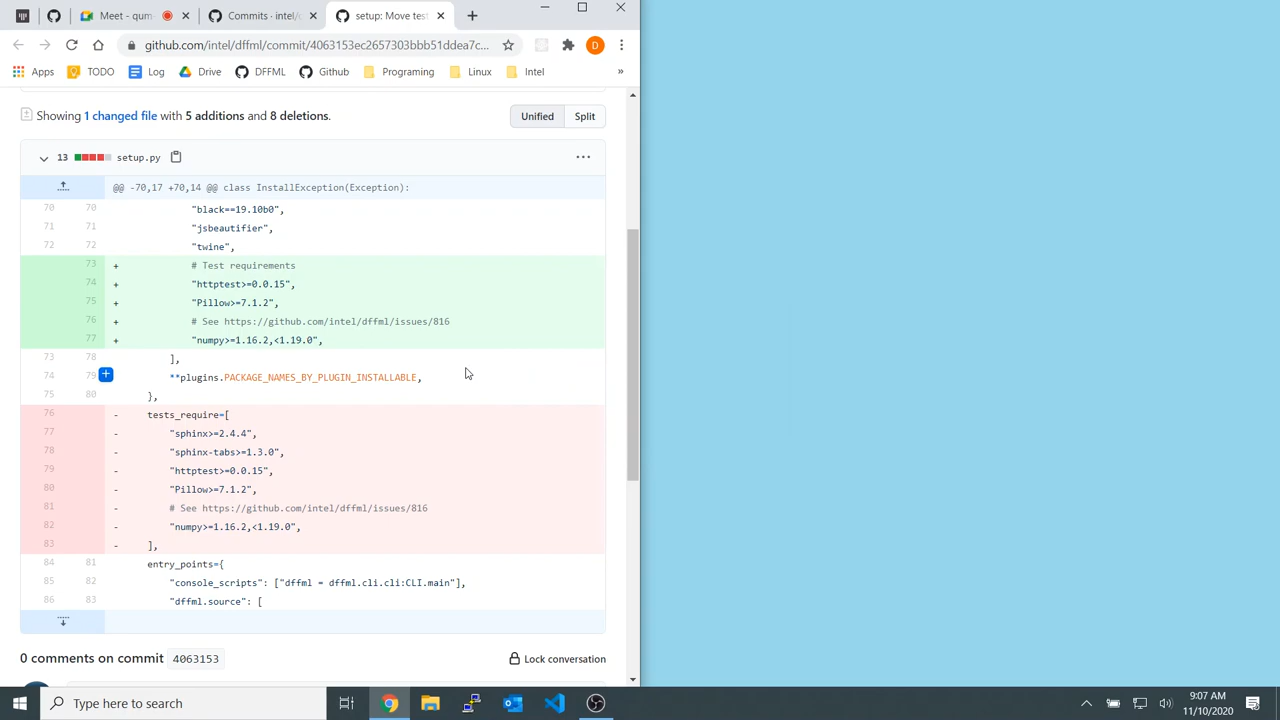 Meet - qum
Commits · intel/
setup: Move test
github.com/intel/dffml/commit/4063153ec2657303bbb51ddea7c...
D
Apps
TODO
Log
Drive
DFFML
Github
Programing
Linux
Intel
»
Showing 1 changed file with 5 additions and 8 deletions.
Unified
Split
13
setup.py
@@ -70,17 +70,14 @@ class InstallException(Exception):
70 70 "black==19.10b0",
71 71 "jsbeautifier",
72 72 "twine",
73 + # Test requirements
74 + "httptest>=0.0.15",
75 + "Pillow>=7.1.2",
76 + # See https://github.com/intel/dffml/issues/816
77 + "numpy>=1.16.2,<1.19.0",
73 78 ],
74 79 **plugins.PACKAGE_NAMES_BY_PLUGIN_INSTALLABLE,
75 80 },
76 - tests_require=[
77 - "sphinx>=2.4.4",
78 - "sphinx-tabs>=1.3.0",
79 - "httptest>=0.0.15",
80 - "Pillow>=7.1.2",
81 - # See https://github.com/intel/dffml/issues/816
82 - "numpy>=1.16.2,<1.19.0",
83 - ],
84 81 entry_points={
85 82 "console_scripts": ["dffml = dffml.cli.cli:CLI.main"],
86 83 "dffml.source": [
0 comments on commit 4063153
Lock conversation
Type here to search
9:07 AM
11/10/2020